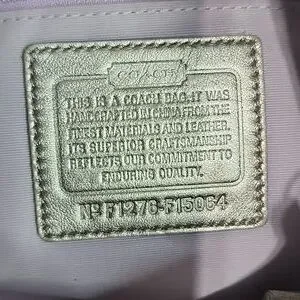 COACH
THIS IS A COACH BAG·IT WAS
HANDCRAFTED IN CHINA FROM THE
FINEST MATERIALS AND LEATHER.
ITS SUPERIOR CRAFTSMANSHIP
REFLECTS OUR COMMITMENT TO
ENDURING QUALITY.
Nº F1276-F15064